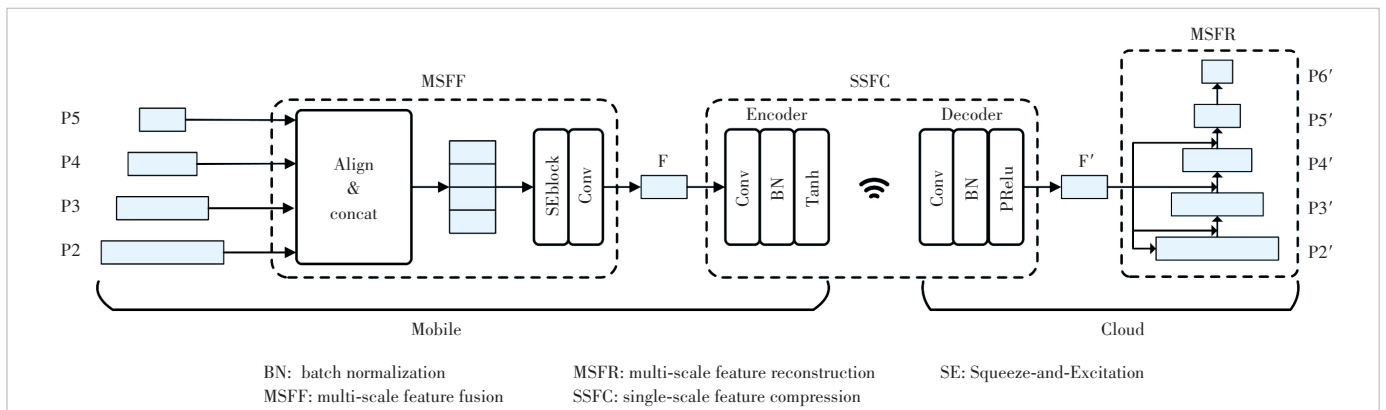 MSFR
MSFF
SSFC
P6′
P5
Encoder
Decoder
P5′
P4
Align
&
concat
SEblock
Conv
F
Conv
BN
Tanh
Conv
BN
PRelu
F′
P4′
P3
P3′
P2
P2′
Mobile
Cloud
BN: batch normalization
MSFR: multi-scale feature reconstruction
SE: Squeeze-and-Excitation
MSFF: multi-scale feature fusion
SSFC: single-scale feature compression